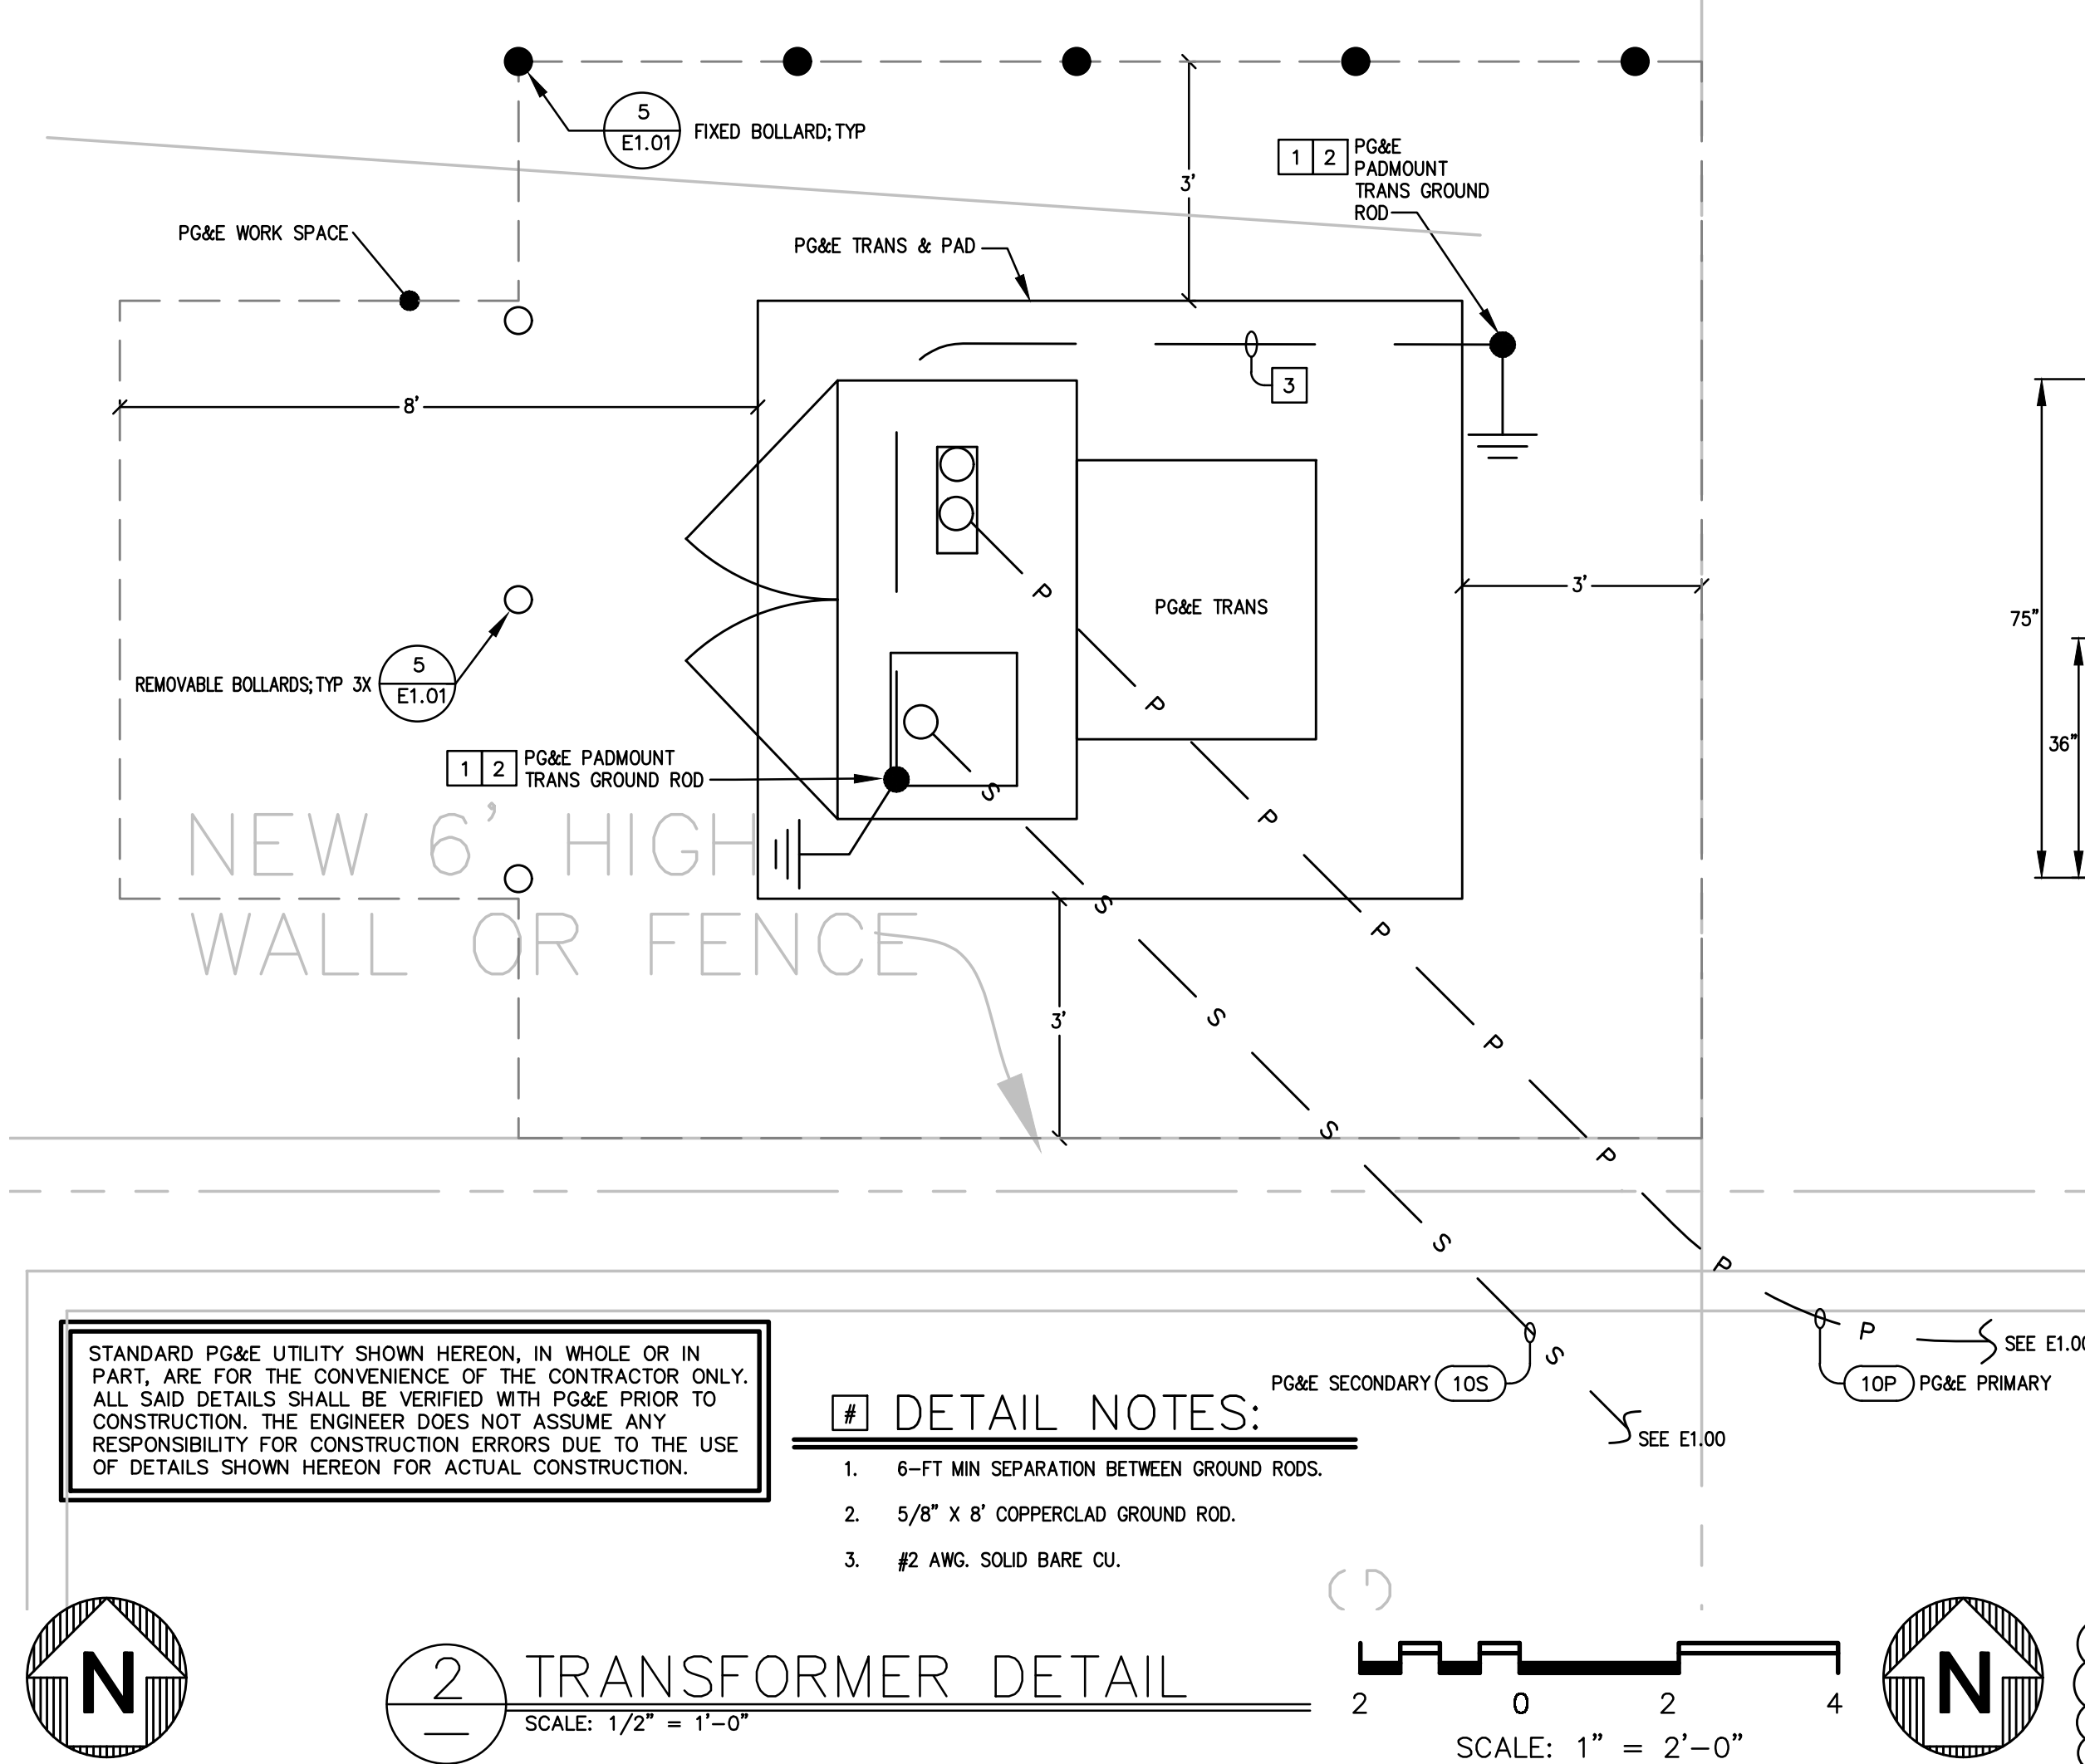 5
E1.01
FIXED BOLLARD; TYP
3'
1 2
PG&E
PADMOUNT
TRANS GROUND
ROD
PG&E WORK SPACE
PG&E TRANS & PAD
8'
3
75"
PG&E TRANS
3'
36"
REMOVABLE BOLLARDS; TYP 3X
5
E1.01
P
P
1 2
PG&E PADMOUNT
TRANS GROUND ROD
S
P
NEW 6' HIGH
WALL OR FENCE
S
P
3'
S
P
S
P
S
P
SEE E1.00
P
S
PG&E SECONDARY
10S
10P
PG&E PRIMARY
SEE E1.00
STANDARD PG&E UTILITY SHOWN HEREON, IN WHOLE OR IN
PART, ARE FOR THE CONVENIENCE OF THE CONTRACTOR ONLY.
ALL SAID DETAILS SHALL BE VERIFIED WITH PG&E PRIOR TO
CONSTRUCTION. THE ENGINEER DOES NOT ASSUME ANY
RESPONSIBILITY FOR CONSTRUCTION ERRORS DUE TO THE USE
OF DETAILS SHOWN HEREON FOR ACTUAL CONSTRUCTION.
# DETAIL NOTES:
1. 6-FT MIN SEPARATION BETWEEN GROUND RODS.
2. 5/8" X 8' COPPERCLAD GROUND ROD.
3. #2 AWG. SOLID BARE CU.
N
2
TRANSFORMER DETAIL
SCALE: 1/2" = 1'-0"
2 0 2 4
SCALE: 1" = 2'-0"
N